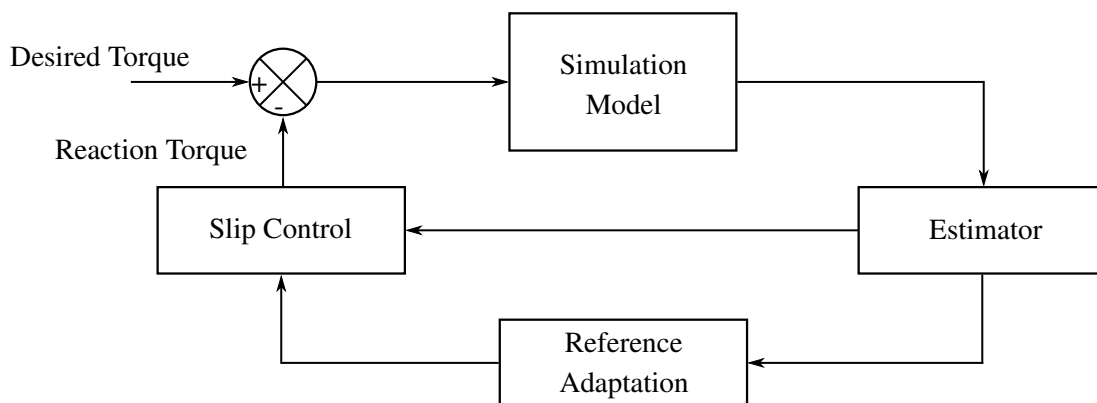 Simulation
Model
Desired Torque
+
-
Reaction Torque
Slip Control
Estimator
Reference
Adaptation